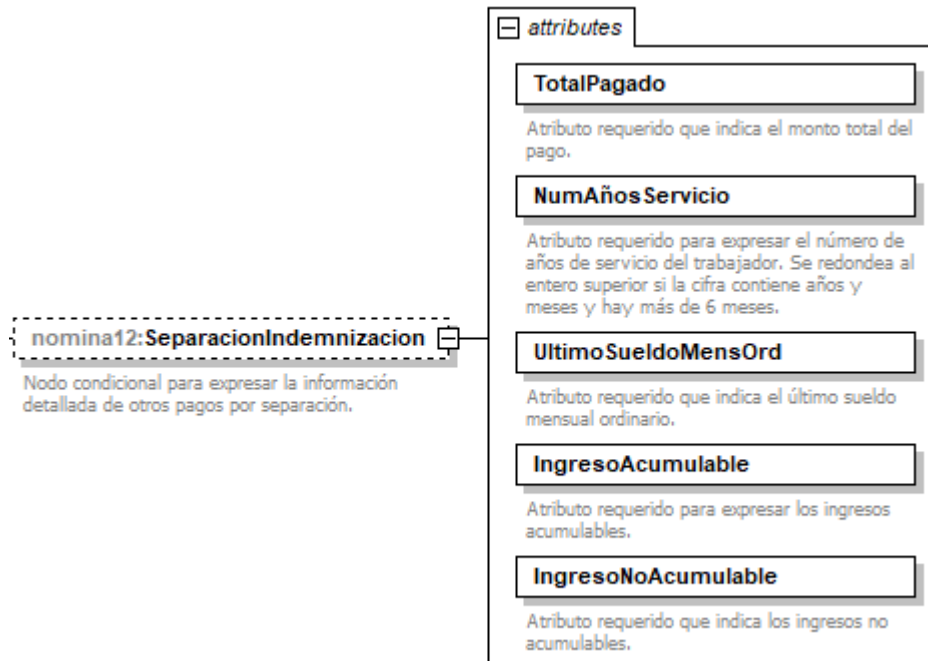 attributes
TotalPagado
Atributo requerido que indica el monto total del
pago.
NumAñosServicio
Atributo requerido para expresar el número de
años de servicio del trabajador. Se redondea al
entero superior si la cifra contiene años y
meses y hay más de 6 meses.
nomina12:SeparacionIndemnizacion
Nodo condicional para expresar la información
detallada de otros pagos por separación.
UltimoSueldoMensOrd
Atributo requerido que indica el último sueldo
mensual ordinario.
IngresoAcumulable
Atributo requerido para expresar los ingresos
acumulables.
IngresoNoAcumulable
Atributo requerido que indica los ingresos no
acumulables.